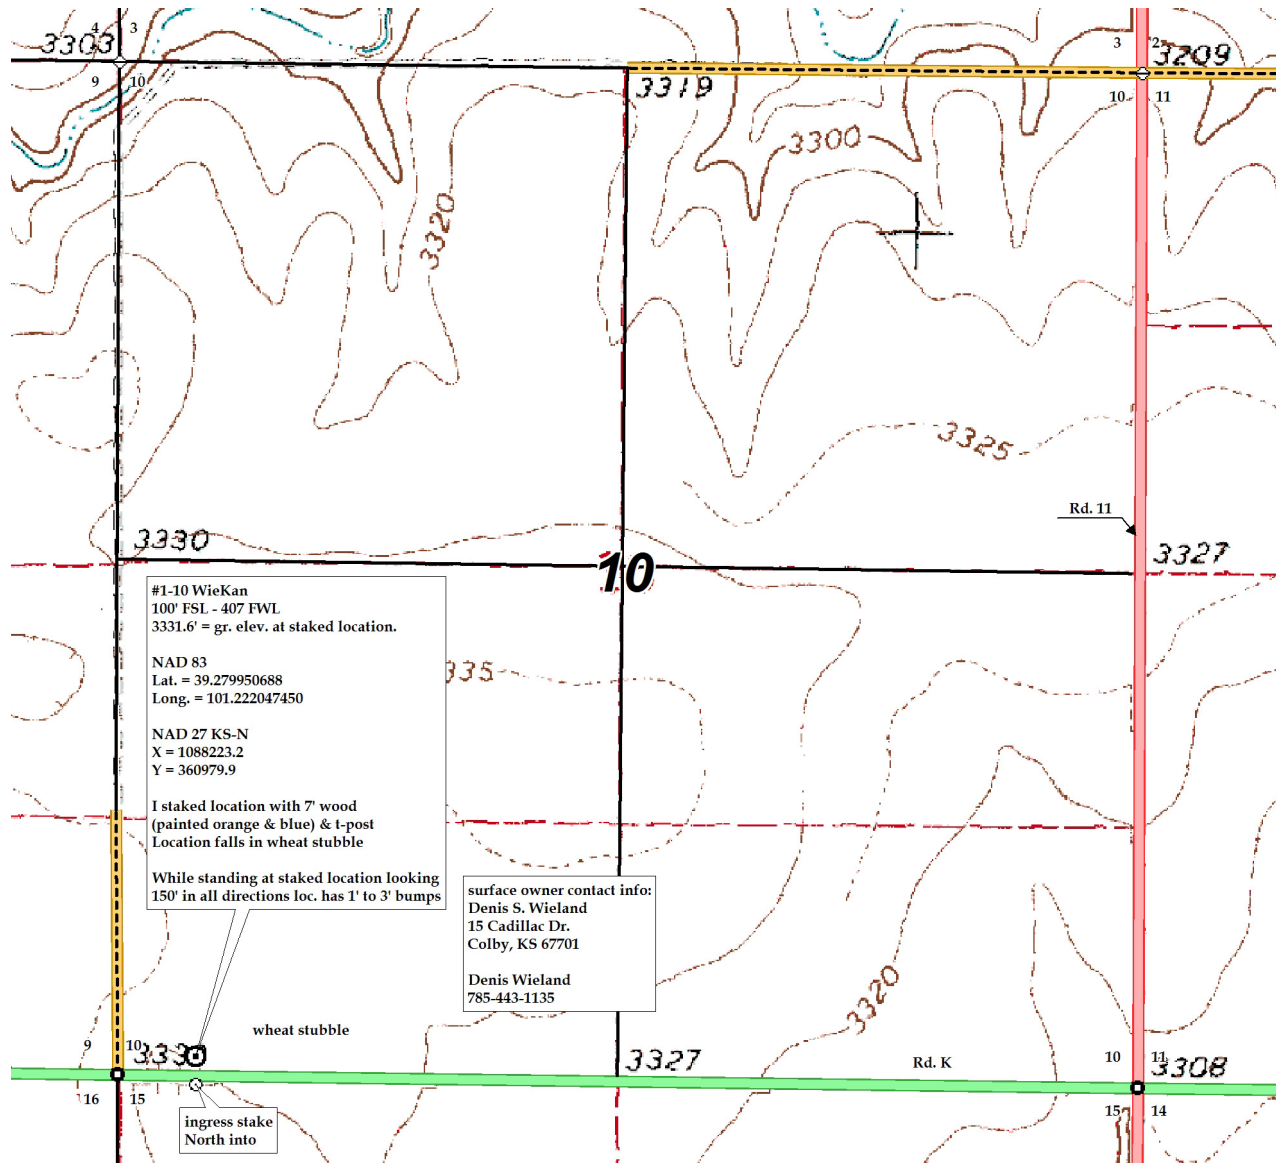 4 3
3303
9 10
3319
3 2
3209
10 11
3300
3320
3325
Rd. 11
3330
3327
10
#1-10 WieKan
100' FSL - 407 FWL
3331.6' = gr. elev. at staked location.
NAD 83
Lat. = 39.279950688
Long. = 101.222047450
NAD 27 KS-N
X = 1088223.2
Y = 360979.9
I staked location with 7' wood
(painted orange & blue) & t-post
Location falls in wheat stubble
While standing at staked location looking
150' in all directions loc. has 1' to 3' bumps
335
surface owner contact info:
Denis S. Wieland
15 Cadillac Dr.
Colby, KS 67701
Denis Wieland
785-443-1135
3320
wheat stubble
9 10
3327
Rd. K
10 11
3308
16 15
15 14
ingress stake
North into